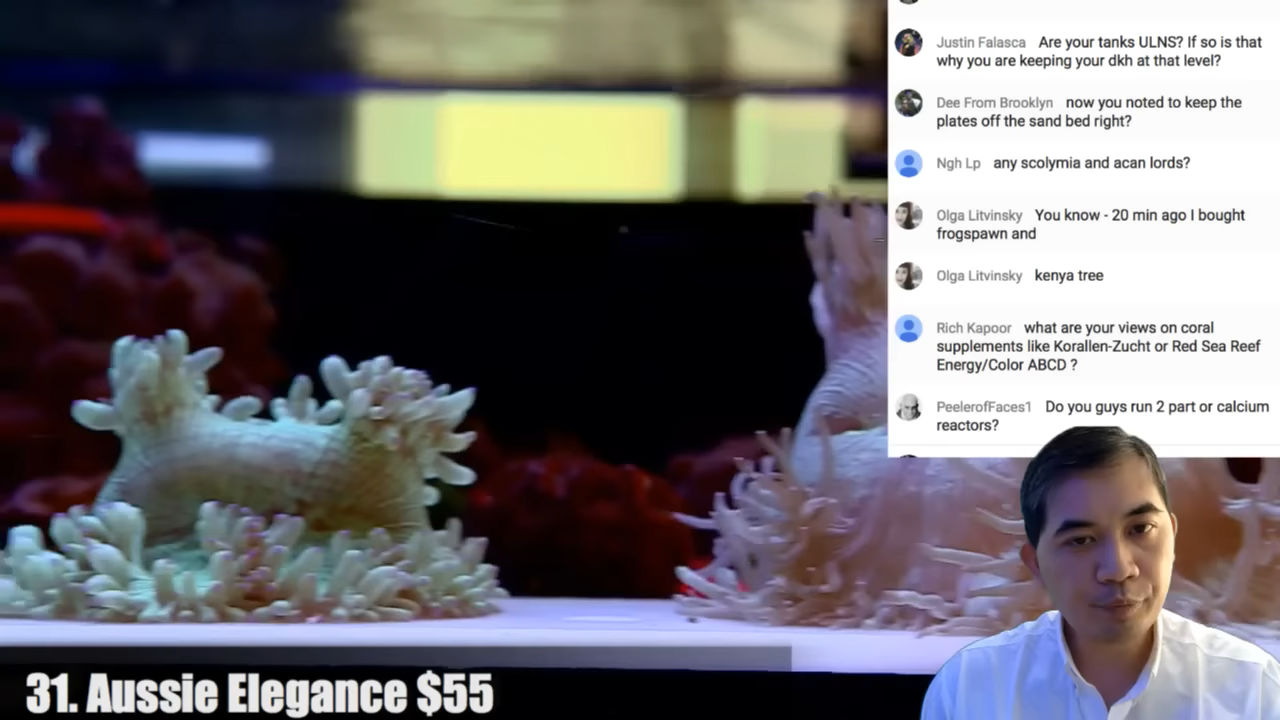 Justin Falasca Are your tanks ULNS? If so is that
why you are keeping your dkh at that level?
Dee From Brooklyn now you noted to keep the
plates off the sand bed right?
Ngh Lp any scolymia and acan lords?
Olga Litvinsky You know - 20 min ago I bought
frogspawn and
Olga Litvinsky kenya tree
Rich Kapoor what are your views on coral
supplements like Korallen-Zucht or Red Sea Reef
Energy/Color ABCD ?
PeelerofFaces1 Do you guys run 2 part or calcium
reactors?
31. Aussie Elegance $55